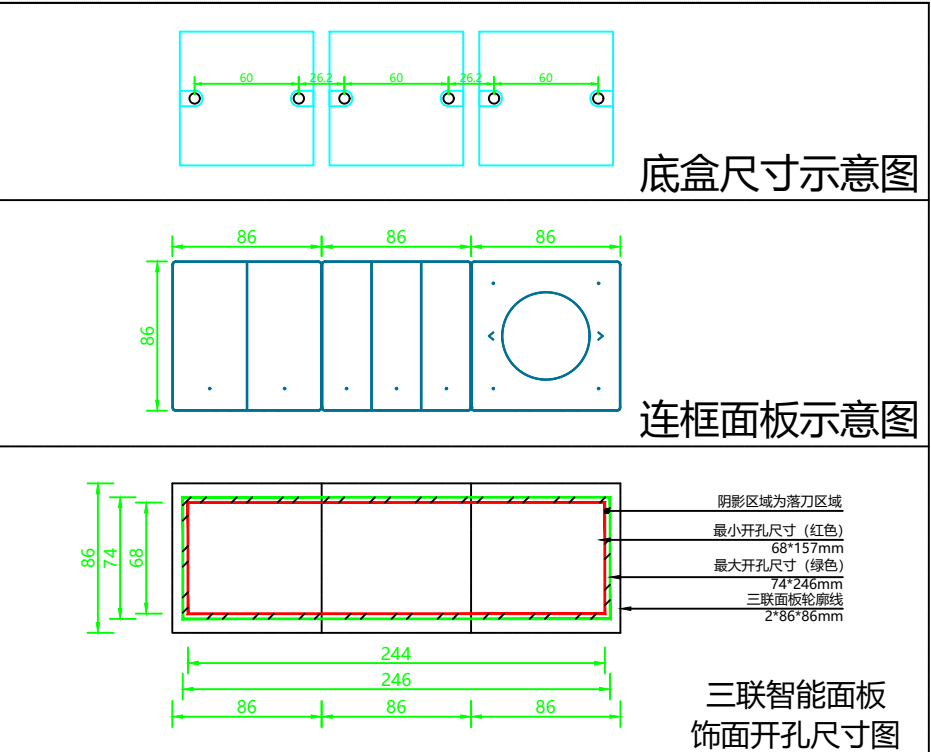 60 26.2 60 26.2 60
底盒尺寸示意图
86 86 86
86
连框面板示意图
86 74 68
阴影区域为落刀区域
最小开孔尺寸（红色）
68*157mm
最大开孔尺寸（绿色）
74*246mm
三联面板轮廓线
2*86*86mm
244
246
86 86 86
三联智能面板
饰面开孔尺寸图